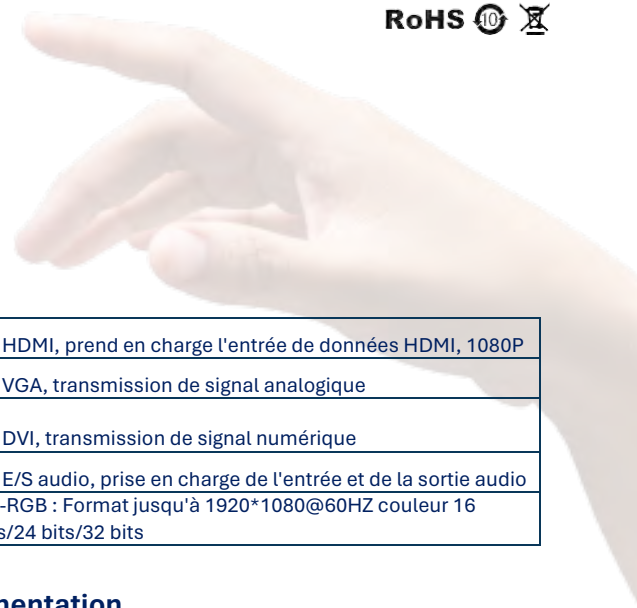 RoHS 10
HDMI, prend en charge l'entrée de données HDMI, 1080P
VGA, transmission de signal analogique
DVI, transmission de signal numérique
E/S audio, prise en charge de l'entrée et de la sortie audio
-RGB : Format jusqu'à 1920*1080@60HZ couleur 16
s/24 bits/32 bits
mentation